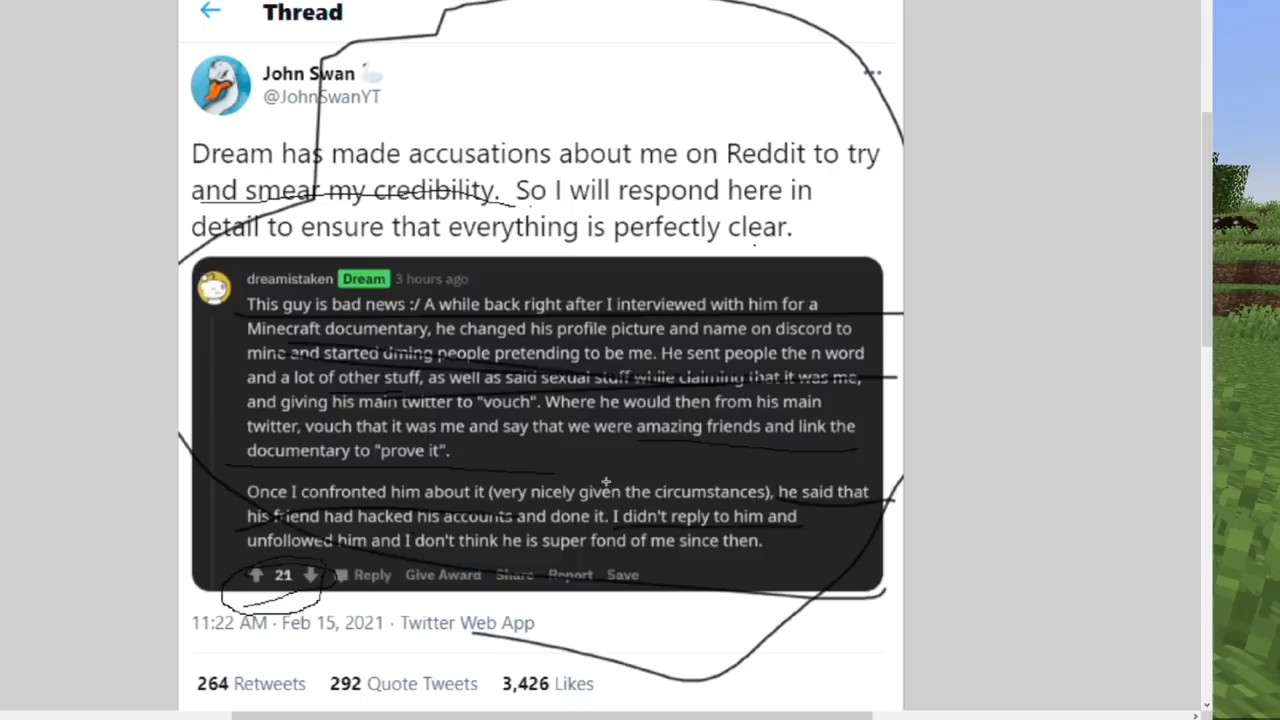 Thread
John Swan
@JohnSwanYT
Dream has made accusations about me on Reddit to try
and smear my credibility. So I will respond here in
detail to ensure that everything is perfectly clear.
dreamistaken Dream 3 hours ago
This guy is bad news :/ A while back right after I interviewed with him for a
Minecraft documentary, he changed his profile picture and name on discord to
mine and started dming people pretending to be me. He sent people the n word
and a lot of other stuff, as well as said sexual stuff while claiming that it was me,
and giving his main twitter to "vouch". Where he would then from his main
twitter, vouch that it was me and say that we were amazing friends and link the
documentary to "prove it".
Once I confronted him about it (very nicely given the circumstances), he said that
his friend had hacked his accounts and done it. I didn't reply to him and
unfollowed him and I don't think he is super fond of me since then.
21 Reply Give Award Share Report Save
11:22 AM · Feb 15, 2021 · Twitter Web App
264 Retweets 292 Quote Tweets 3,426 Likes